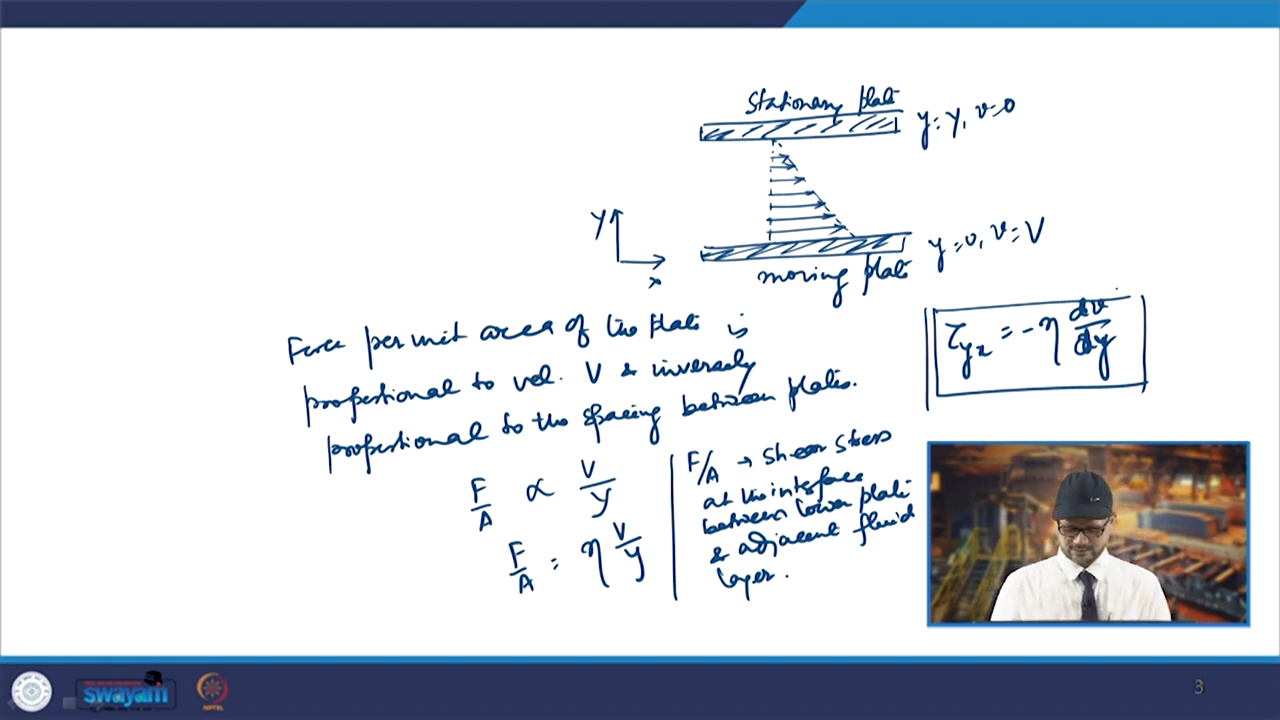 Stationary plate
y=Y, v=0
Y
x
y=0, v=V
moving plate
Force per unit area of the plate is
proportional to vel. V & inversely
proportional to the spacing between plates.
τyx = -η dv/dy
F/A ∝ V/Y
F/A = η V/Y
F/A → Shear stress
at the interface
between lower plate
& adjacent fluid
layer.
swayam
NPTEL
3